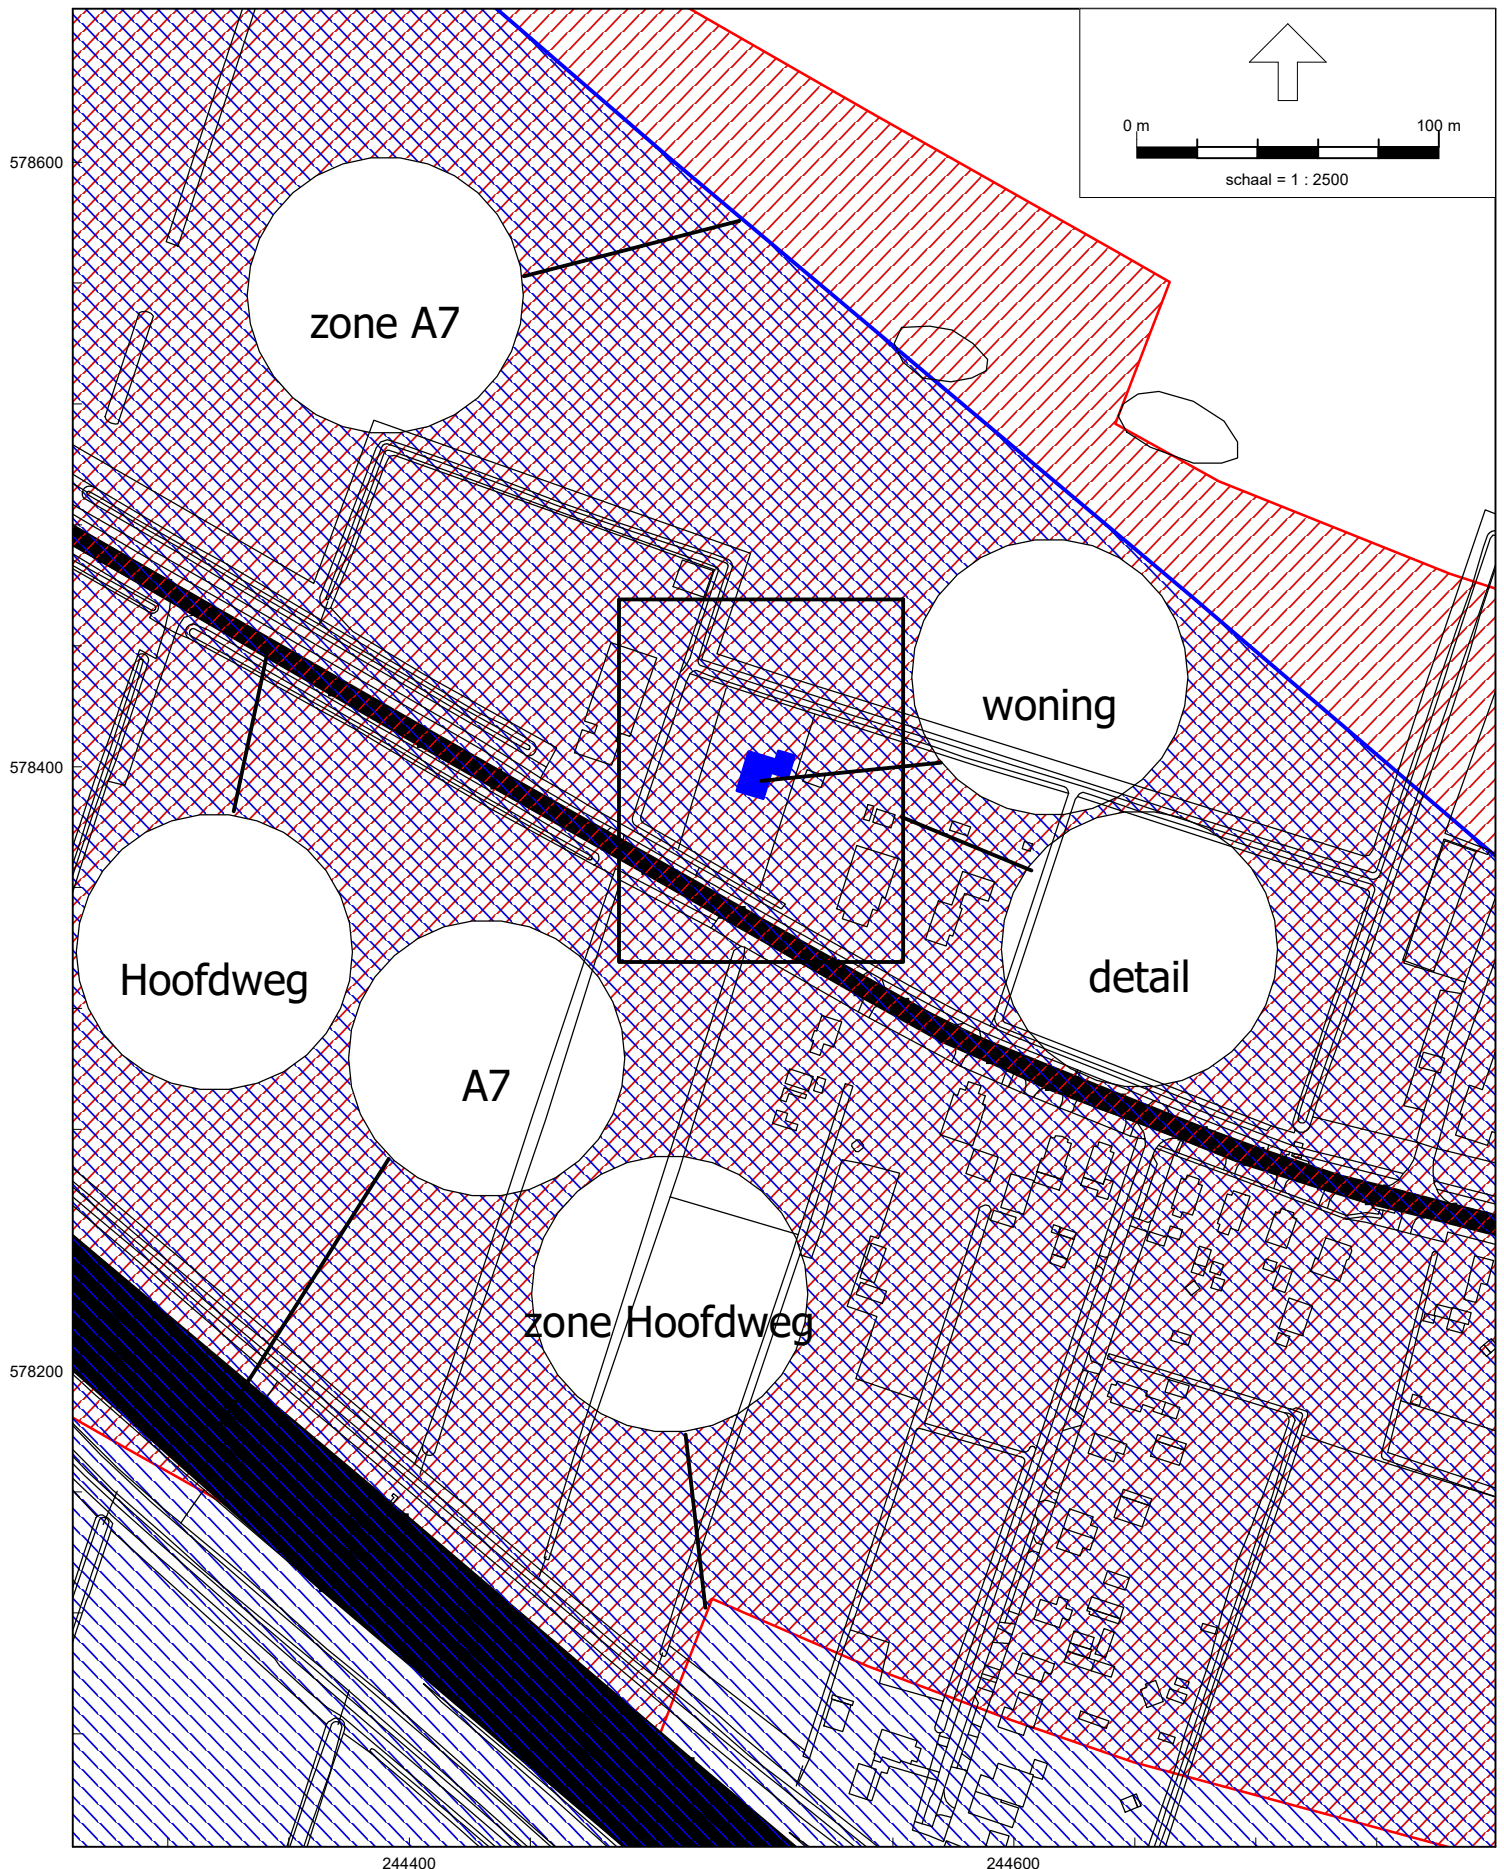 0 m 100 m
schaal = 1 : 2500
578600
zone A7
woning
578400
Hoofdweg
detail
A7
zone Hoofdweg
578200
244400 244600